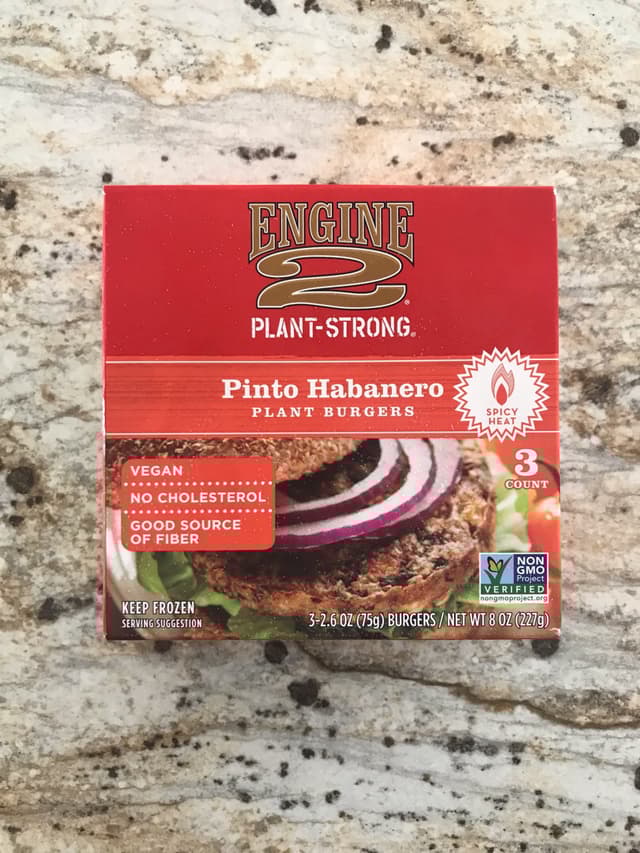 ENGINE
2®
PLANT-STRONG®
Pinto Habanero
PLANT BURGERS
SPICY
HEAT
3
COUNT
VEGAN
NO CHOLESTEROL
GOOD SOURCE
OF FIBER
NON
GMO
Project
VERIFIED
nongmoproject.org
KEEP FROZEN
SERVING SUGGESTION
3-2.6 OZ (75g) BURGERS / NET WT 8 OZ (227g)